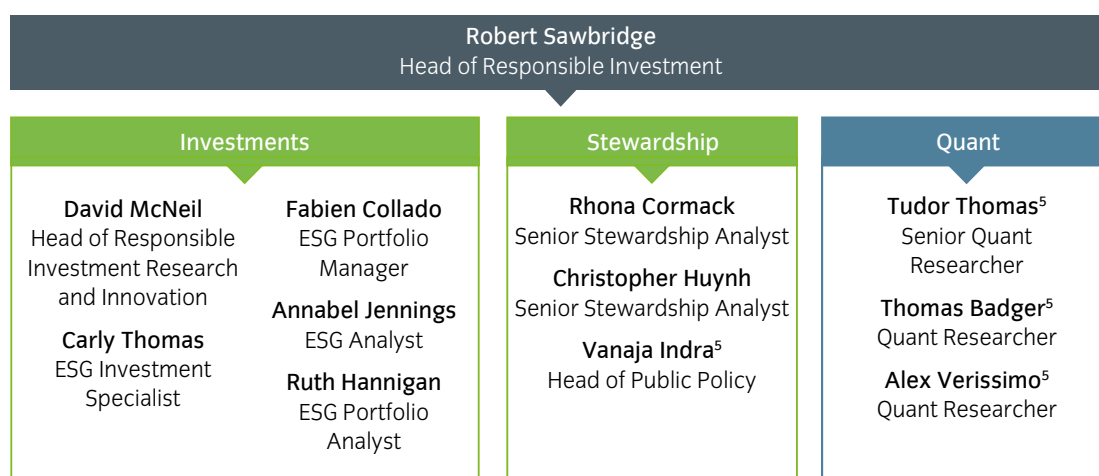 Robert Sawbridge
Head of Responsible Investment
Investments
David McNeil
Head of Responsible
Investment Research
and Innovation
Carly Thomas
ESG Investment
Specialist
Fabien Collado
ESG Portfolio
Manager
Annabel Jennings
ESG Analyst
Ruth Hannigan
ESG Portfolio
Analyst
Stewardship
Rhona Cormack
Senior Stewardship Analyst
Christopher Huynh
Senior Stewardship Analyst
Vanaja Indra⁵
Head of Public Policy
Quant
Tudor Thomas⁵
Senior Quant
Researcher
Thomas Badger⁵
Quant Researcher
Alex Verissimo⁵
Quant Researcher